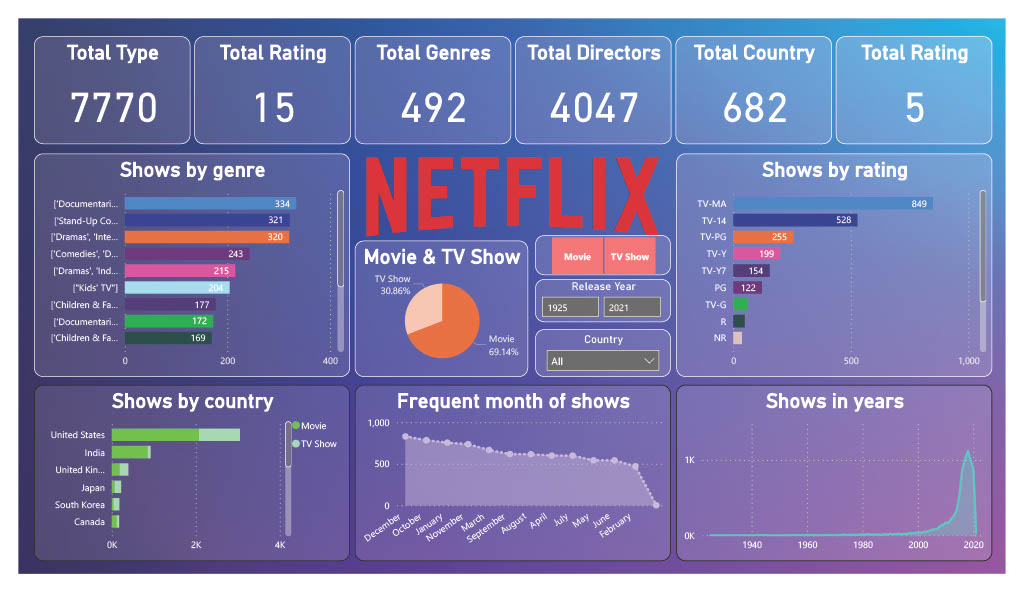 Total Type
7770
Total Rating
15
Total Genres
492
Total Directors
4047
Total Country
682
Total Rating
5
Shows by genre
['Documentari...
334
['Stand-Up Co...
321
['Dramas', 'Inte...
320
['Comedies', 'D...
243
['Dramas', 'Ind...
215
["Kids' TV"]
204
['Children & Fa...
177
['Documentari...
172
['Children & Fa...
169
0
200
400
NETFLIX
Movie & TV Show
TV Show
30.86%
Movie
69.14%
Movie
TV Show
Release Year
1925
2021
Country
All
Shows by rating
TV-MA
849
TV-14
528
TV-PG
255
TV-Y
199
TV-Y7
154
PG
122
TV-G
R
NR
0
500
1,000
Shows by country
Movie
TV Show
United States
India
United Kin...
Japan
South Korea
Canada
0K
2K
4K
Frequent month of shows
1,000
500
0
December
October
January
November
March
September
August
April
July
May
June
February
Shows in years
1K
0K
1940
1960
1980
2000
2020